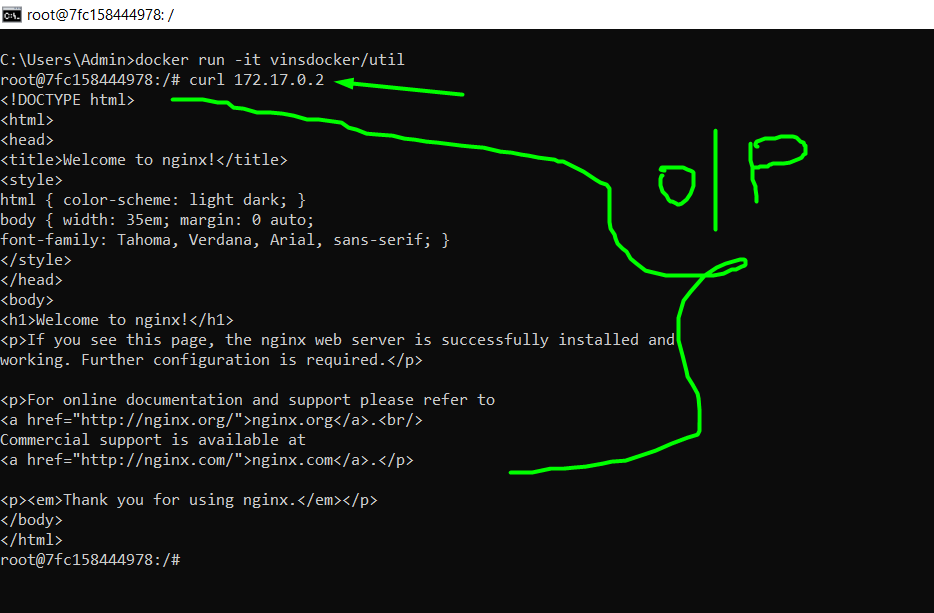 root@7fc158444978: /
C:\Users\Admin>docker run -it vinsdocker/util
root@7fc158444978:/# curl 172.17.0.2
<!DOCTYPE html>
<html>
<head>
<title>Welcome to nginx!</title>
<style>
html { color-scheme: light dark; }
body { width: 35em; margin: 0 auto;
font-family: Tahoma, Verdana, Arial, sans-serif; }
</style>
</head>
<body>
<h1>Welcome to nginx!</h1>
<p>If you see this page, the nginx web server is successfully installed and
working. Further configuration is required.</p>

<p>For online documentation and support please refer to
<a href="http://nginx.org/">nginx.org</a>.<br/>
Commercial support is available at
<a href="http://nginx.com/">nginx.com</a>.</p>

<p><em>Thank you for using nginx.</em></p>
</body>
</html>
root@7fc158444978:/#
o|P